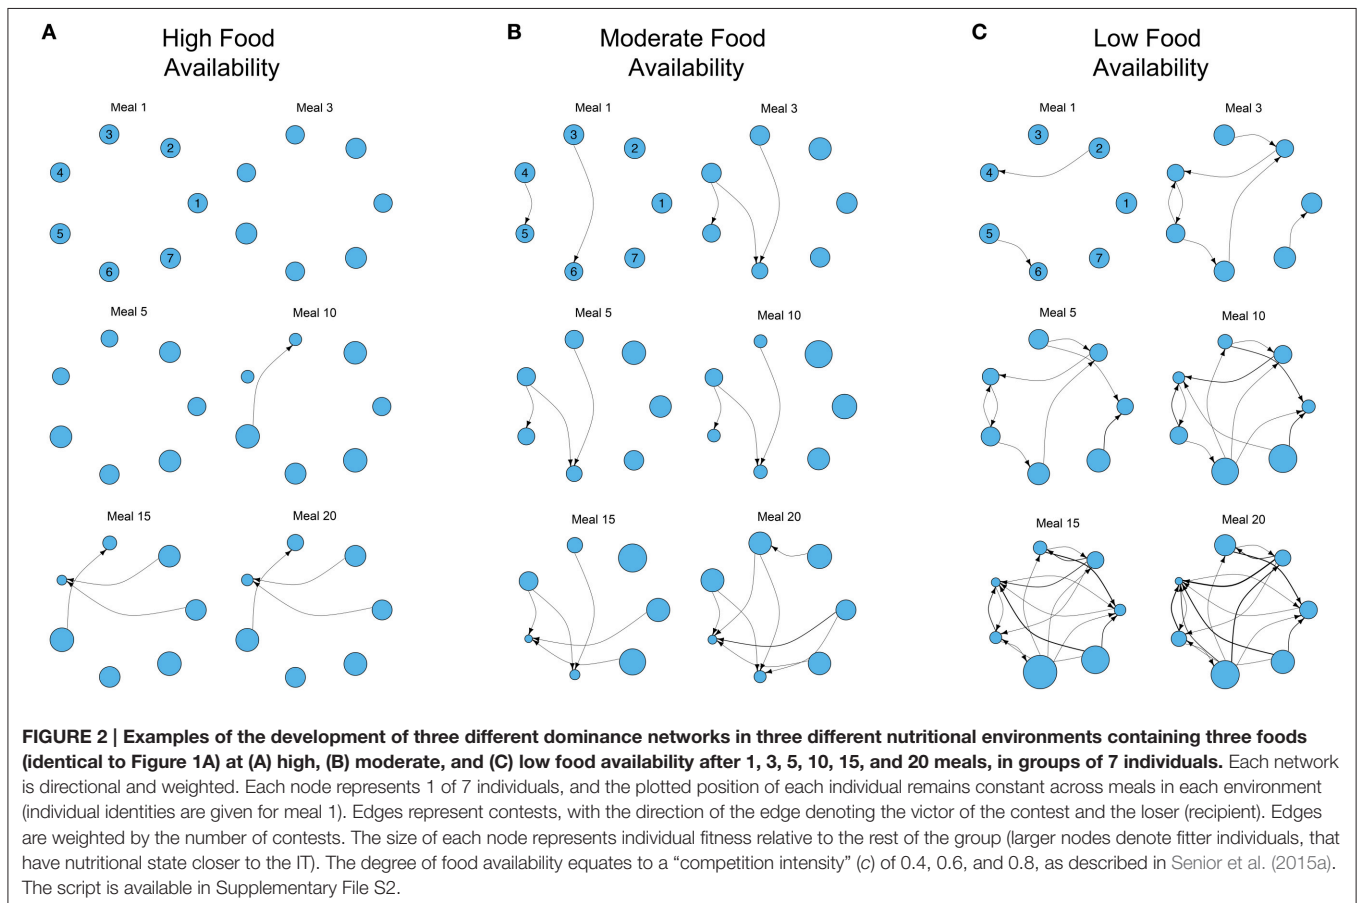 A
High Food
Availability
Meal 1
Meal 3
3
2
4
1
5
7
6
Meal 5
Meal 10
Meal 15
Meal 20
B
Moderate Food
Availability
Meal 1
Meal 3
3
2
4
1
5
7
6
Meal 5
Meal 10
Meal 15
Meal 20
C
Low Food
Availability
Meal 1
Meal 3
3
2
4
1
5
7
6
Meal 5
Meal 10
Meal 15
Meal 20
FIGURE 2 | Examples of the development of three different dominance networks in three different nutritional environments containing three foods
(identical to Figure 1A) at (A) high, (B) moderate, and (C) low food availability after 1, 3, 5, 10, 15, and 20 meals, in groups of 7 individuals. Each network
is directional and weighted. Each node represents 1 of 7 individuals, and the plotted position of each individual remains constant across meals in each environment
(individual identities are given for meal 1). Edges represent contests, with the direction of the edge denoting the victor of the contest and the loser (recipient). Edges
are weighted by the number of contests. The size of each node represents individual fitness relative to the rest of the group (larger nodes denote fitter individuals, that
have nutritional state closer to the IT). The degree of food availability equates to a “competition intensity” (c) of 0.4, 0.6, and 0.8, as described in Senior et al. (2015a).
The script is available in Supplementary File S2.